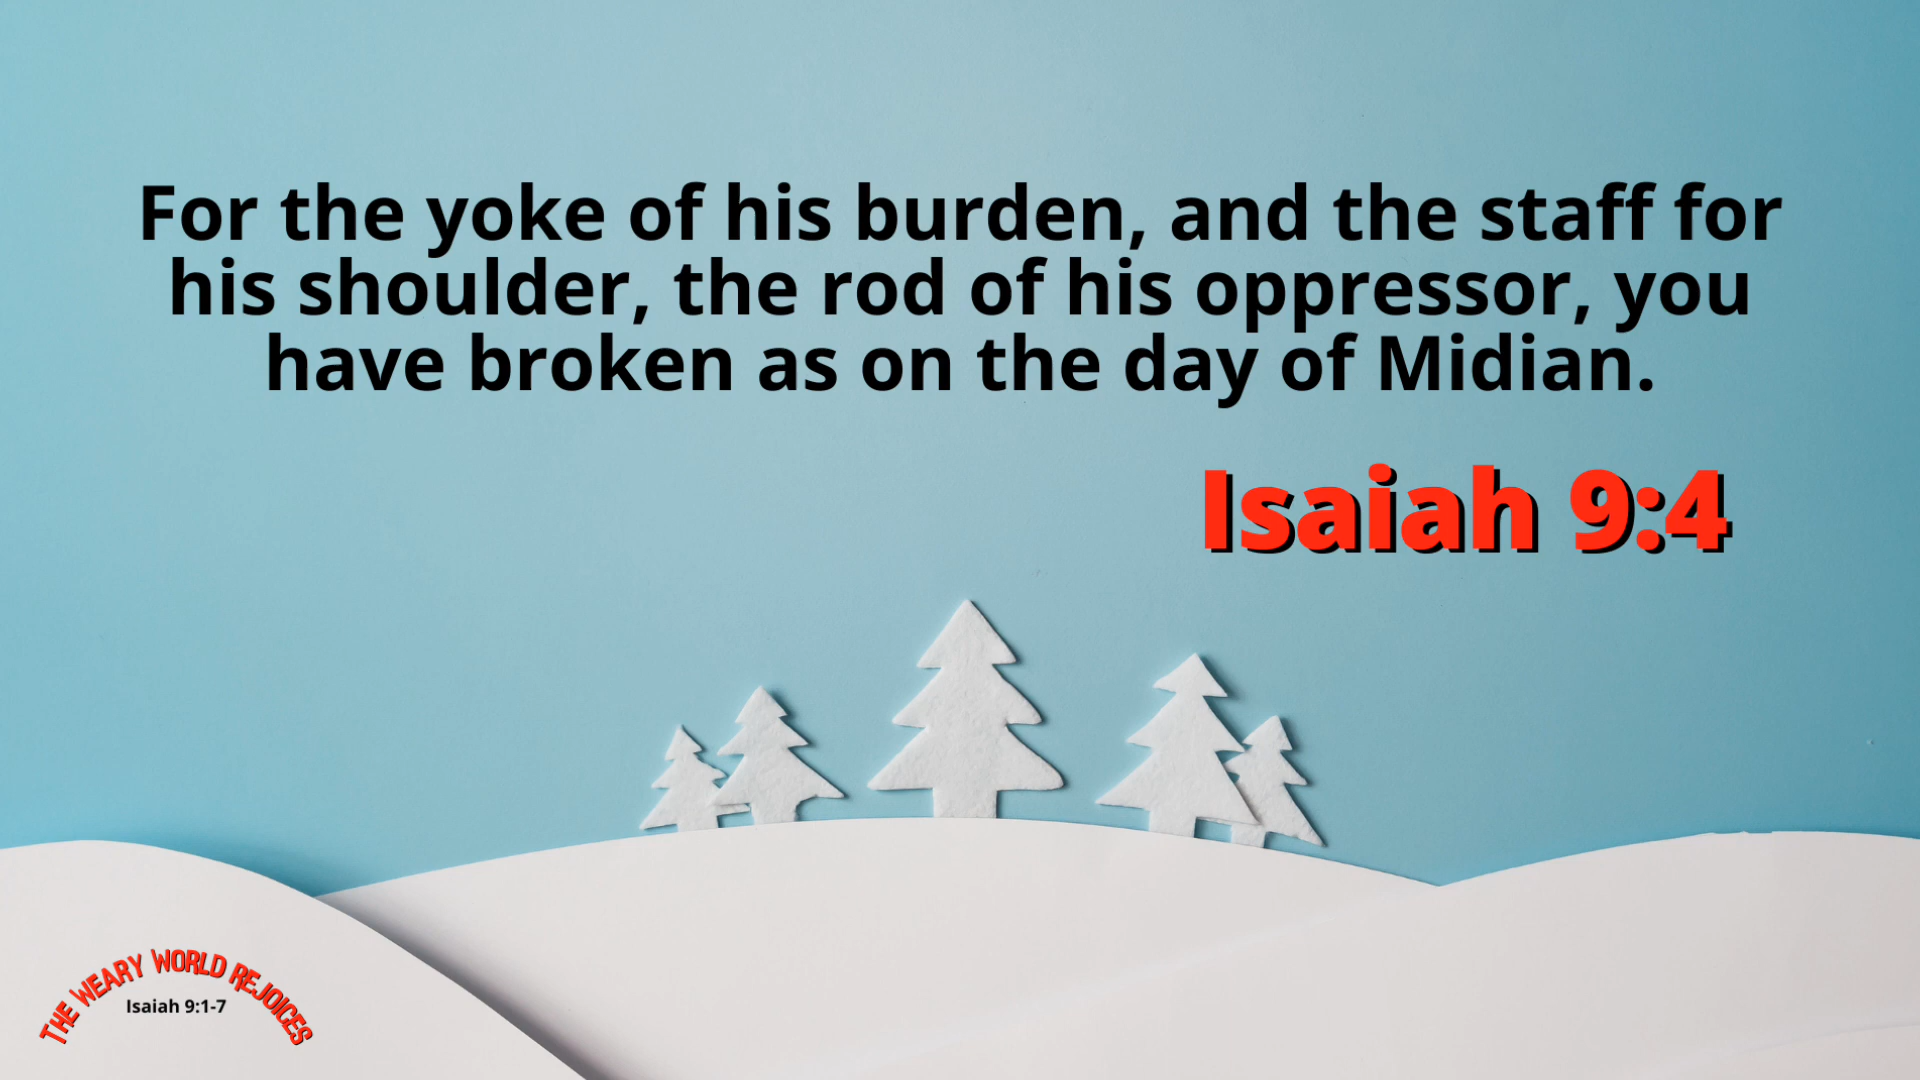 For the yoke of his burden, and the staff for
his shoulder, the rod of his oppressor, you
have broken as on the day of Midian.
Isaiah 9:4
THE WEARY WORLD REJOICES
Isaiah 9:1-7